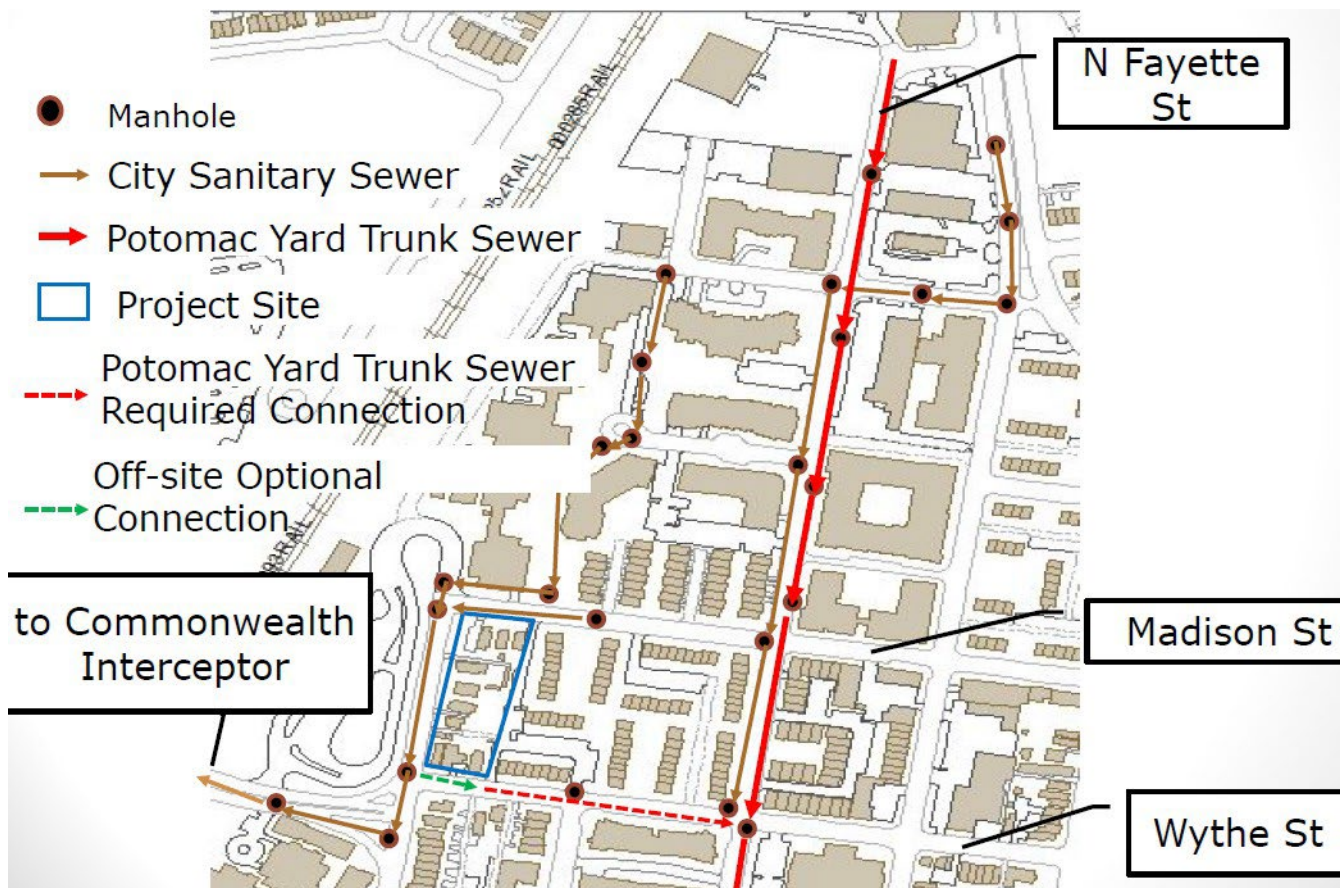 N Fayette
St
Manhole
City Sanitary Sewer
Potomac Yard Trunk Sewer
Project Site
Potomac Yard Trunk Sewer
Required Connection
Off-site Optional
Connection
to Commonwealth
Interceptor
Madison St
Wythe St